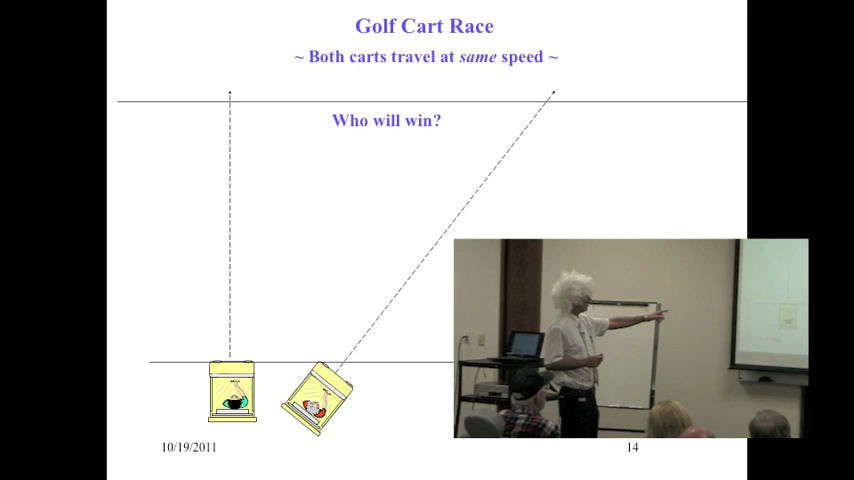 Golf Cart Race
~ Both carts travel at same speed ~
Who will win?
10/19/2011
14